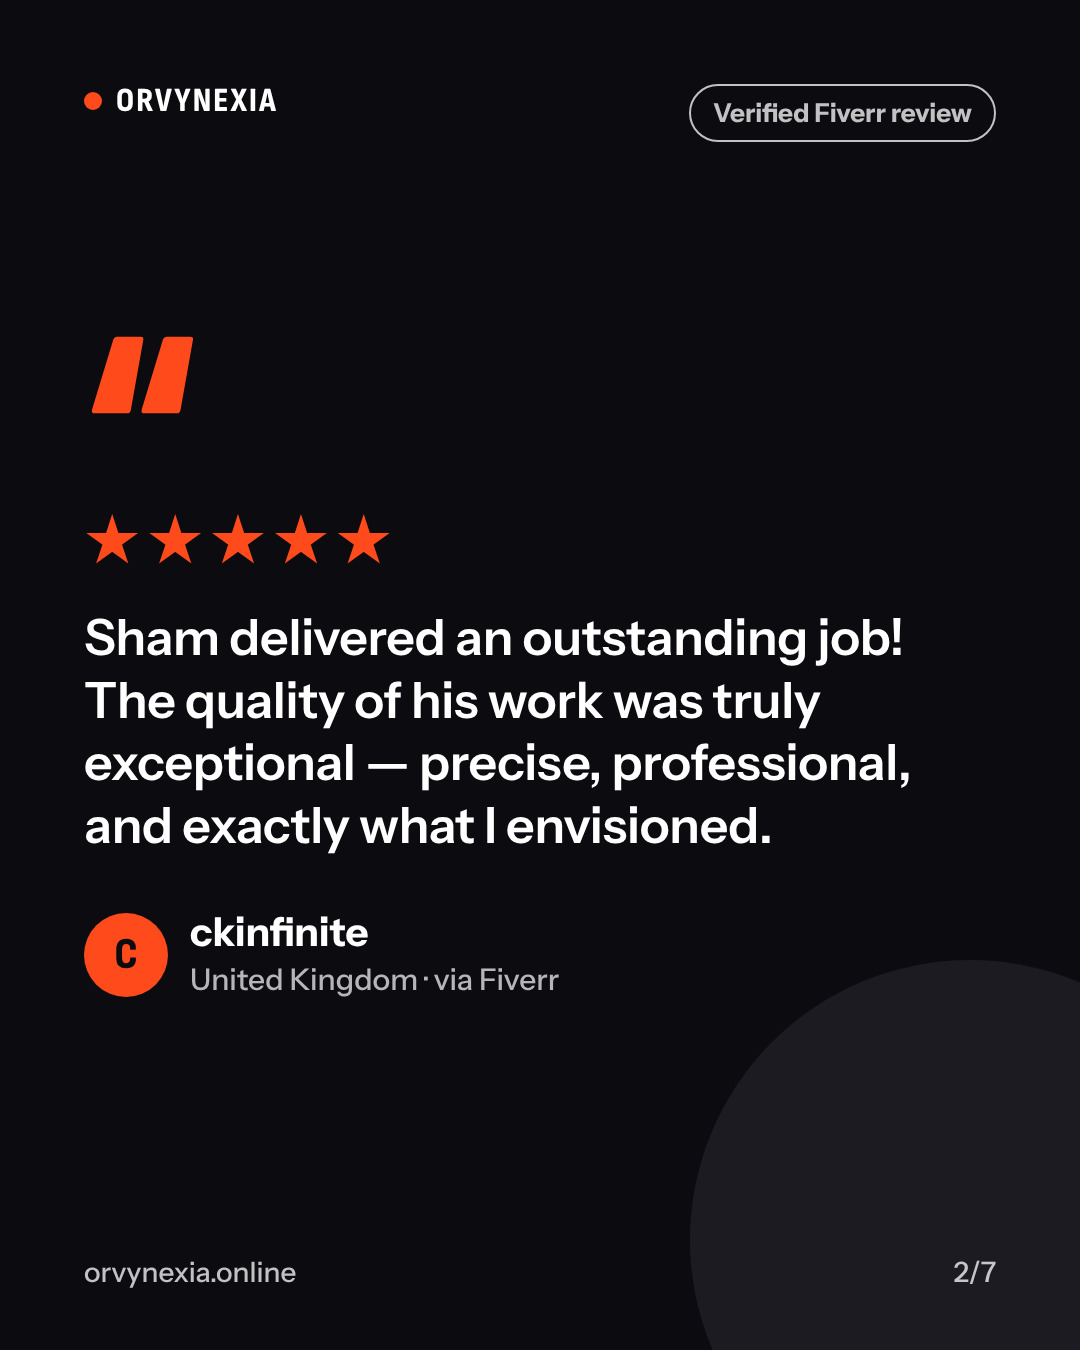 ORVYNEXIA
Verified Fiverr review
“
★★★★★
Sham delivered an outstanding job!
The quality of his work was truly
exceptional — precise, professional,
and exactly what I envisioned.
C
ckinfinite
United Kingdom · via Fiverr
orvynexia.online
2/7